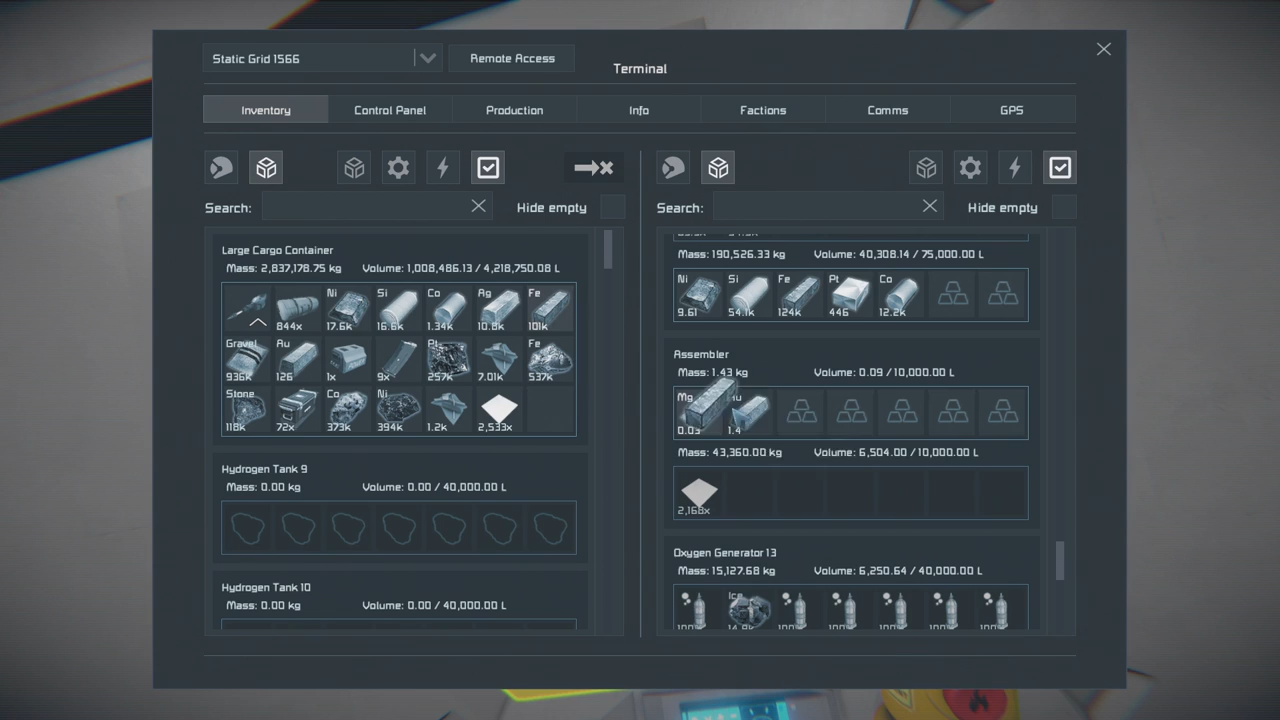 Static Grid 1566
Remote Access
Terminal
Inventory
Control Panel
Production
Info
Factions
Comms
GPS
Search:
Hide empty
Large Cargo Container
Mass: 2,837,178.75 kg Volume: 1,008,486.13 / 4,218,750.08 L
Ni Si Co Ag Fe
844x 17.6k 16.6k 1.34k 10.8k 101k
Gravel Au Pt Fe
936k 126 1x 9x 257k 7.01k 537k
Stone Co Ni
118k 72x 373k 394k 1.2k 2,533x
Hydrogen Tank 9
Mass: 0.00 kg Volume: 0.00 / 40,000.00 L
Hydrogen Tank 10
Mass: 0.00 kg Volume: 0.00 / 40,000.00 L
Search:
Hide empty
Mass: 190,526.33 kg Volume: 40,308.14 / 75,000.00 L
Ni Si Fe Pt Co
9.61 54.1k 124k 446 12.2k
Assembler
Mass: 1.43 kg Volume: 0.09 / 10,000.00 L
Mg
0.03 1.4
Mass: 43,360.00 kg Volume: 6,504.00 / 10,000.00 L
2,168x
Oxygen Generator 13
Mass: 15,127.68 kg Volume: 6,250.64 / 40,000.00 L
Ice